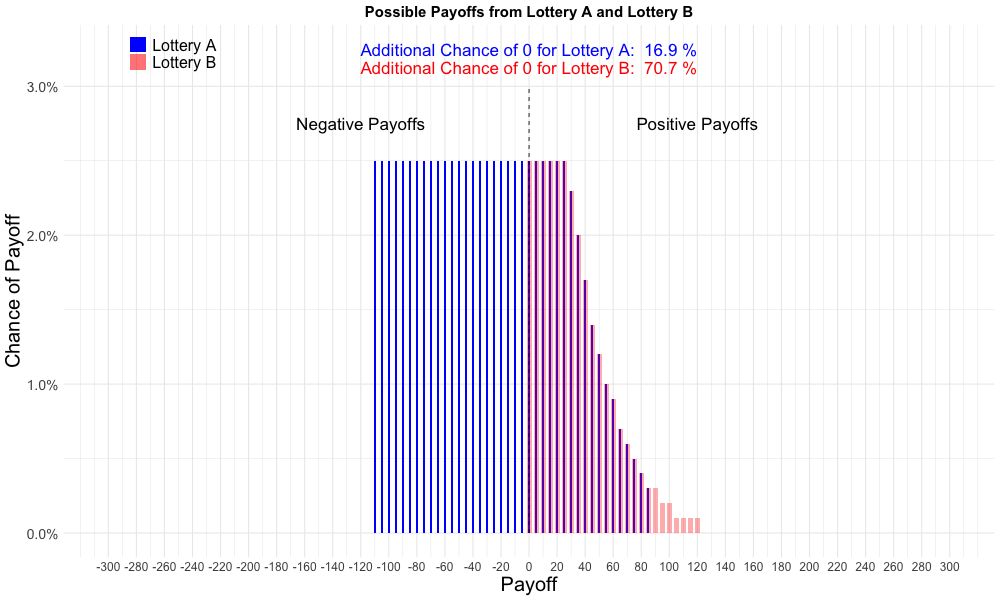 Possible Payoffs from Lottery A and Lottery B
Lottery A
Lottery B
Additional Chance of 0 for Lottery A: 16.9 %
Additional Chance of 0 for Lottery B: 70.7 %
Negative Payoffs
Positive Payoffs
Chance of Payoff
3.0%
2.0%
1.0%
0.0%
-300 -280 -260 -240 -220 -200 -180 -160 -140 -120 -100 -80 -60 -40 -20 0 20 40 60 80 100 120 140 160 180 200 220 240 260 280 300
Payoff